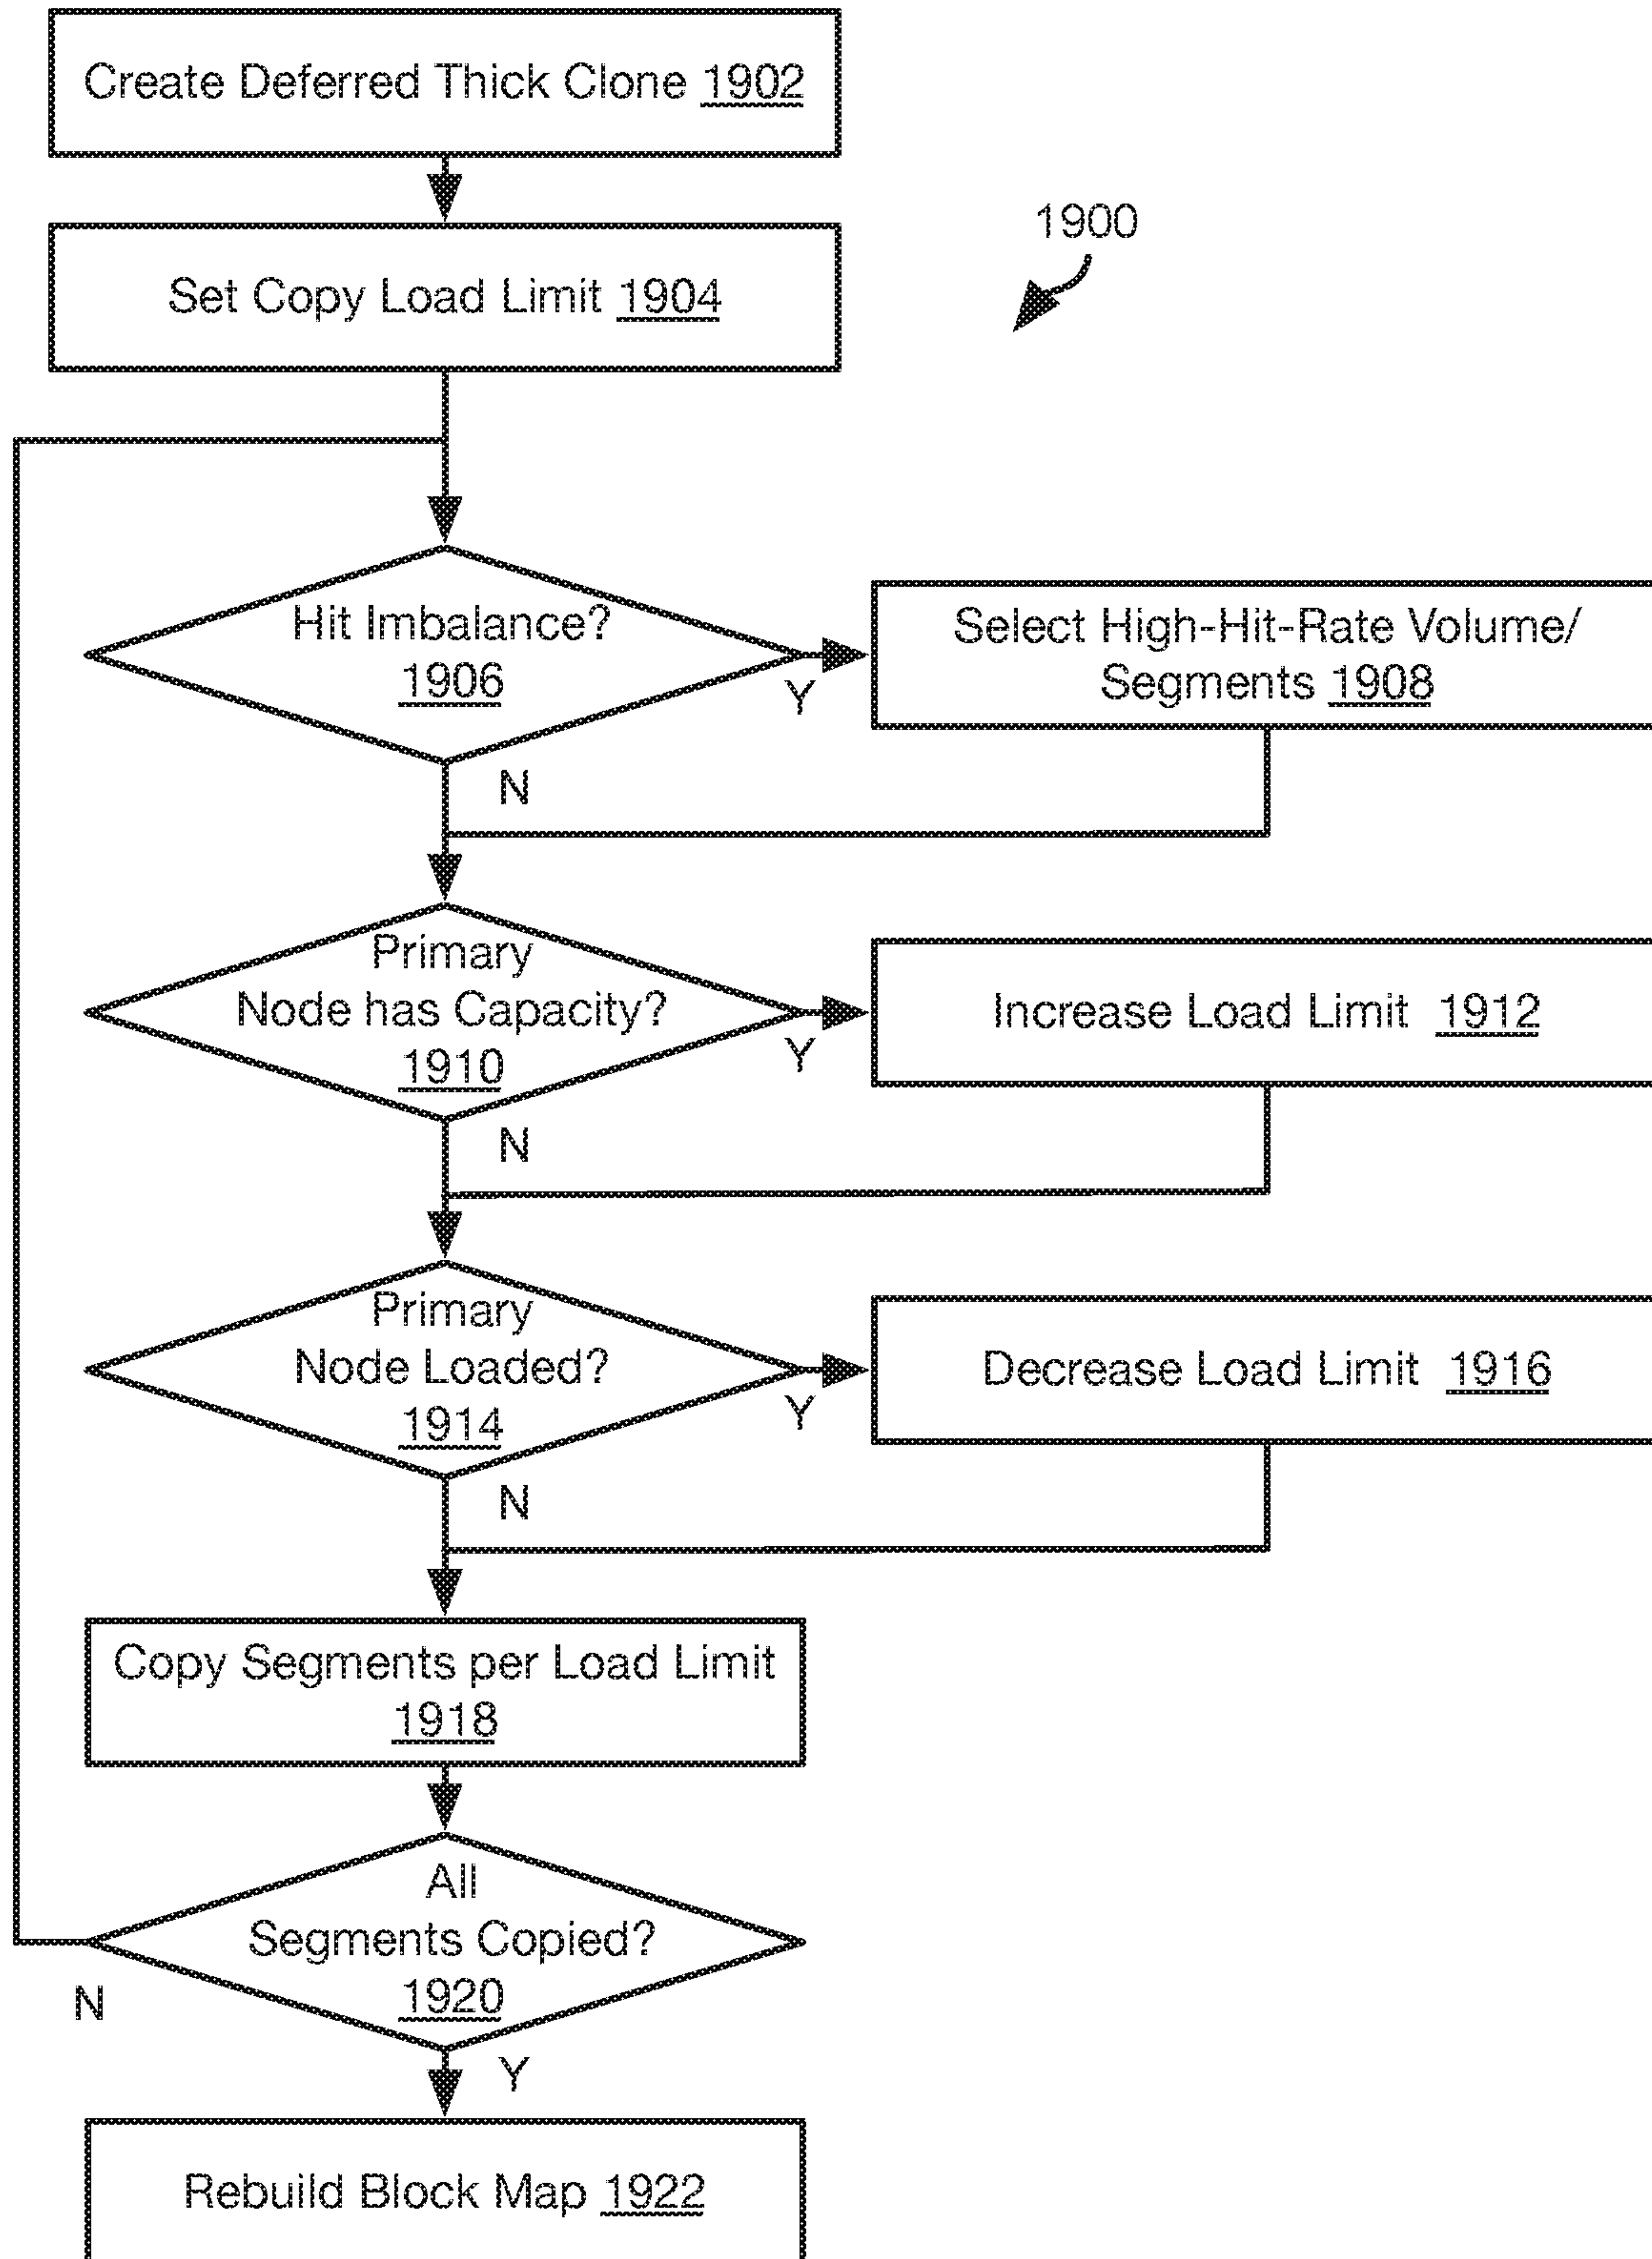 Create Deferred Thick Clone 1902
1900
Set Copy Load Limit 1904
Hit Imbalance?
1906
Y
N
Select High-Hit-Rate Volume/
Segments 1908
Primary
Node has Capacity?
1910
Y
N
Increase Load Limit 1912
Primary
Node Loaded?
1914
Y
N
Decrease Load Limit 1916
Copy Segments per Load Limit
1918
All
Segments Copied?
1920
N
Y
Rebuild Block Map 1922